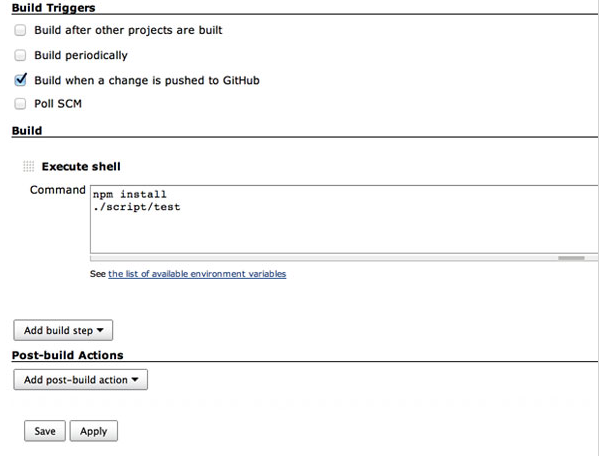 Build Triggers
Build after other projects are built
Build periodically
Build when a change is pushed to GitHub
Poll SCM
Build
Execute shell
Command
npm install
./script/test
See the list of available environment variables
Add build step
Post-build Actions
Add post-build action
Save Apply